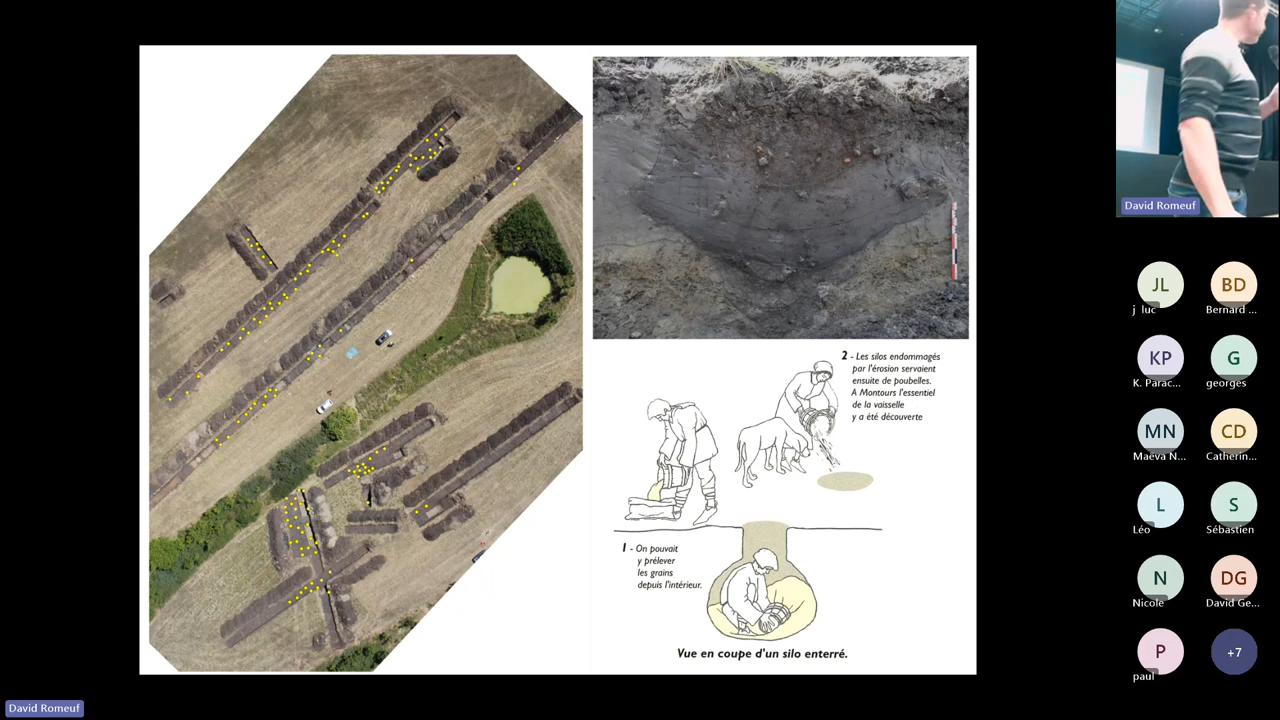 2 - Les silos endommagés
par l'érosion servaient
ensuite de poubelles.
A Montours l'essentiel
de la vaisselle
y a été découverte
1 - On pouvait
y prélever
les grains
depuis l'intérieur.
Vue en coupe d'un silo enterré.
David Romeuf
JL
j luc
BD
Bernard ...
KP
K. Parac...
G
georges
MN
Maëva N...
CD
Catherin...
L
Léo
S
Sébastien
N
Nicole
DG
David Ge...
P
paul
+7
David Romeuf